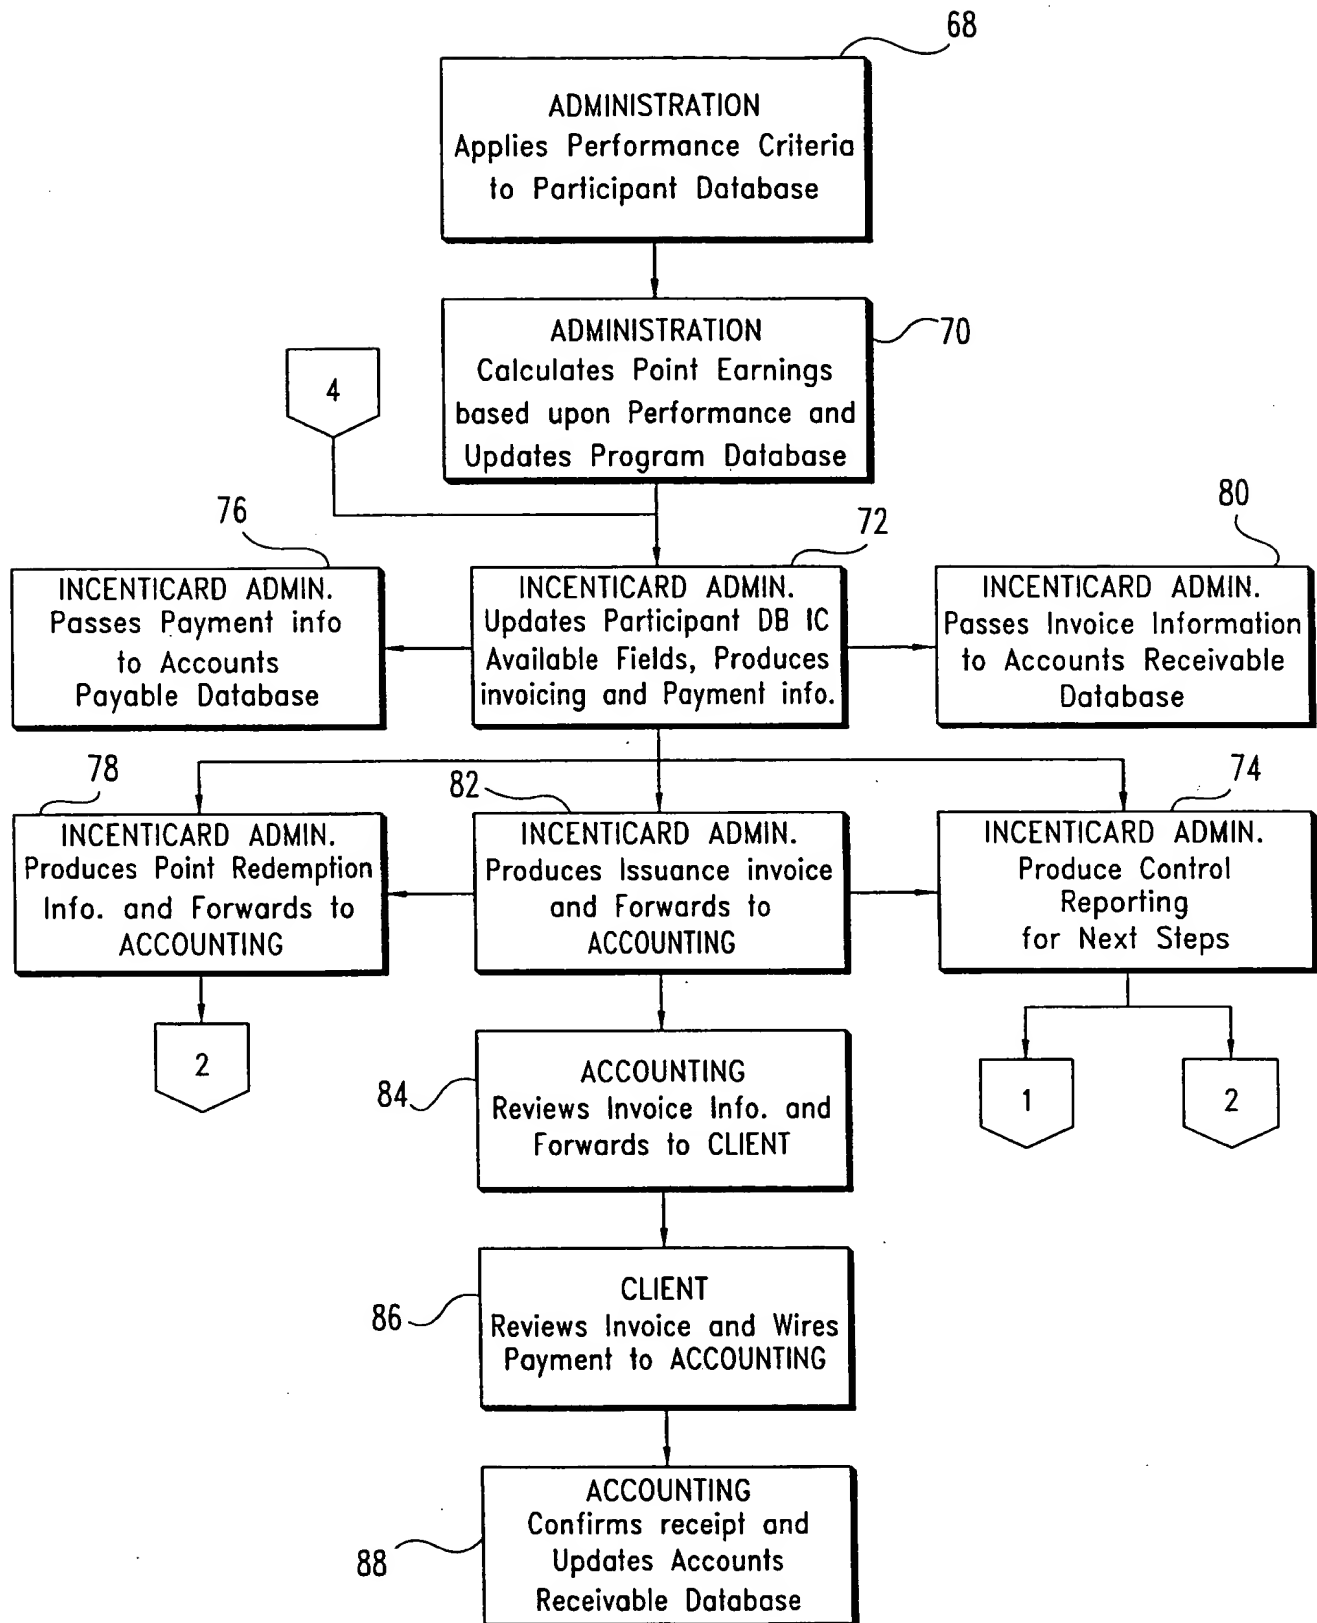 68
ADMINISTRATION
Applies Performance Criteria
to Participant Database
70
ADMINISTRATION
Calculates Point Earnings
based upon Performance and
Updates Program Database
4
76
INCENTICARD ADMIN.
Passes Payment info
to Accounts
Payable Database
72
INCENTICARD ADMIN.
Updates Participant DB IC
Available Fields, Produces
invoicing and Payment info.
80
INCENTICARD ADMIN.
Passes Invoice Information
to Accounts Receivable
Database
78
INCENTICARD ADMIN.
Produces Point Redemption
Info. and Forwards to
ACCOUNTING
82
INCENTICARD ADMIN.
Produces Issuance invoice
and Forwards to
ACCOUNTING
74
INCENTICARD ADMIN.
Produce Control
Reporting
for Next Steps
2
1
2
84
ACCOUNTING
Reviews Invoice Info. and
Forwards to CLIENT
86
CLIENT
Reviews Invoice and Wires
Payment to ACCOUNTING
88
ACCOUNTING
Confirms receipt and
Updates Accounts
Receivable Database